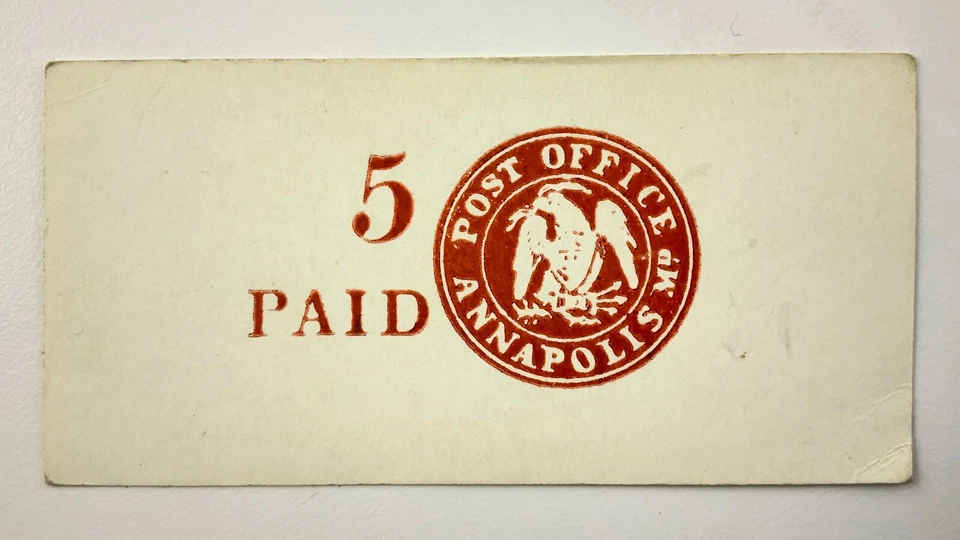 5
PAID
POST OFFICE
ANNAPOLIS MD